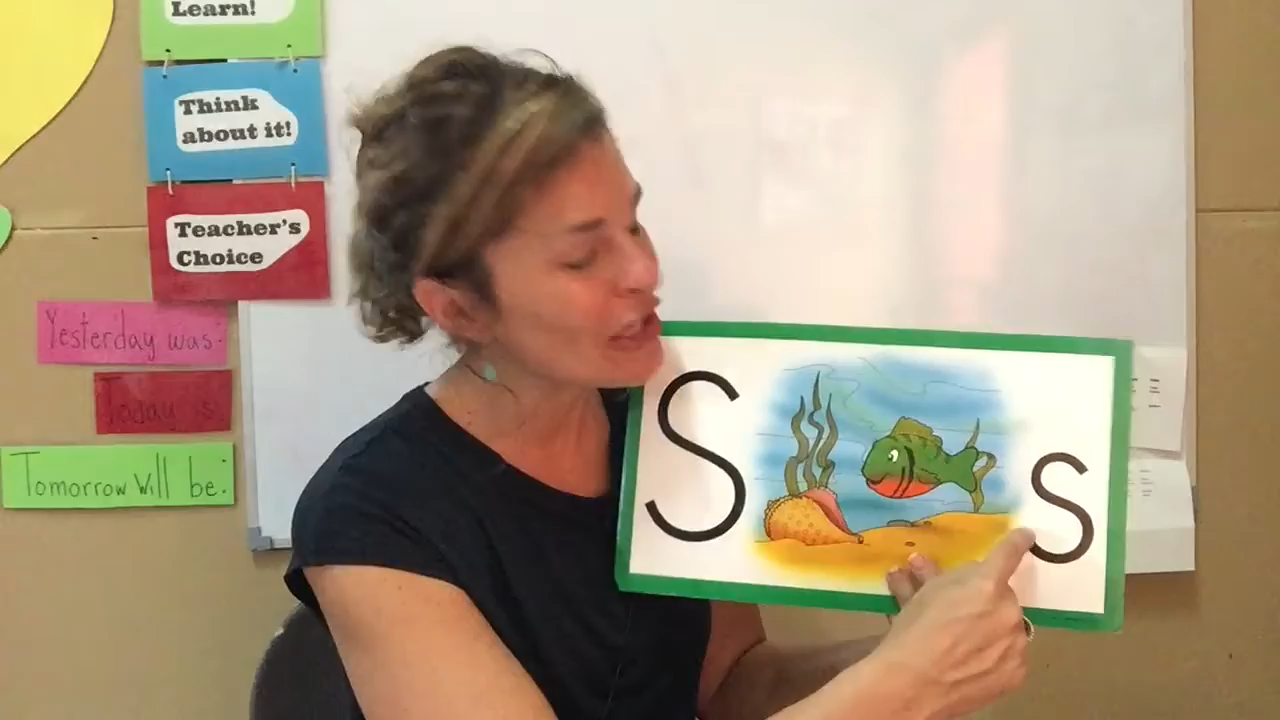 Learn!
Think
about it!
Teacher's
Choice
Yesterday was:
Today is:
Tomorrow Will be:
S s